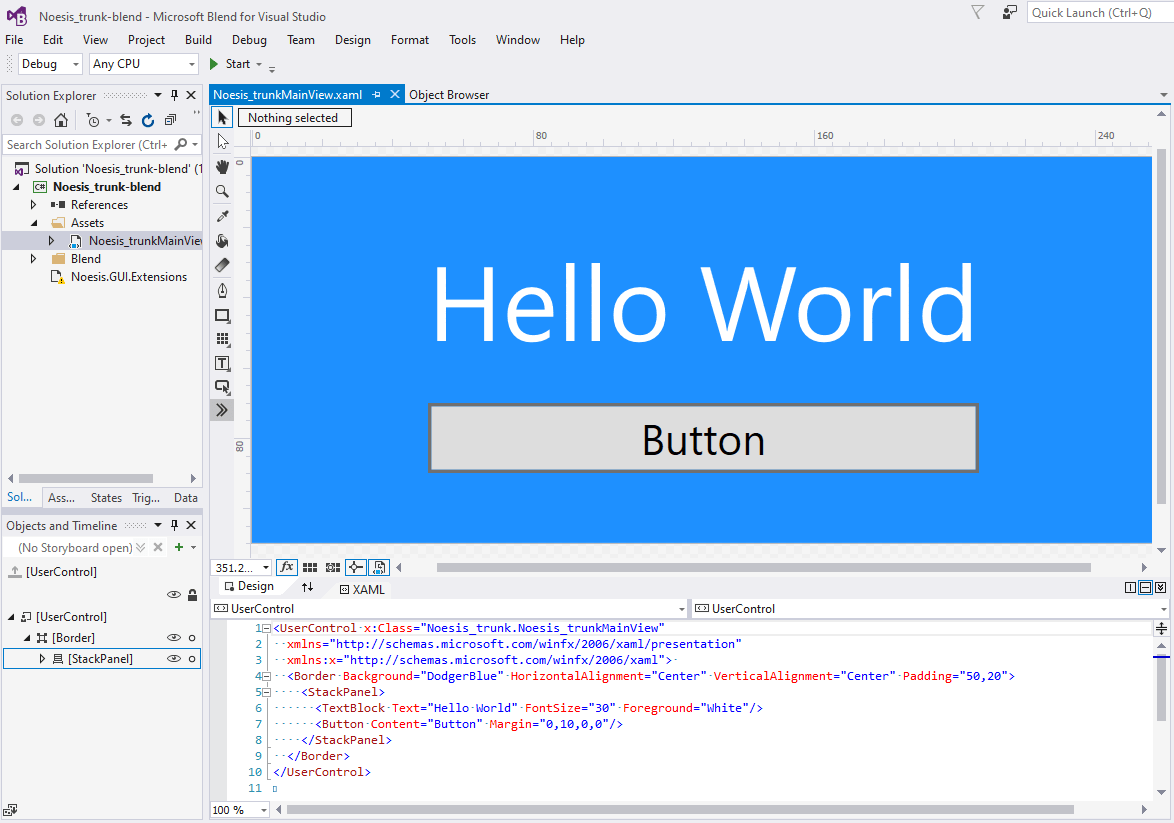 Noesis_trunk-blend - Microsoft Blend for Visual Studio
Quick Launch (Ctrl+Q)
File Edit View Project Build Debug Team Design Format Tools Window Help
Debug Any CPU Start
Solution Explorer
Noesis_trunkMainView.xaml Object Browser
Nothing selected
Search Solution Explorer (Ctrl+
0 80 160 240
0
80
Solution 'Noesis_trunk-blend' (1
C# Noesis_trunk-blend
References
Assets
Noesis_trunkMainView
Blend
Noesis.GUI.Extensions
Hello World
Button
Sol... Ass... States Trig... Data
Objects and Timeline
(No Storyboard open)
[UserControl]
[UserControl]
[Border]
[StackPanel]
351.2... fx
Design XAML
UserControl UserControl
1 <UserControl x:Class="Noesis_trunk.Noesis_trunkMainView"
2 xmlns="http://schemas.microsoft.com/winfx/2006/xaml/presentation"
3 xmlns:x="http://schemas.microsoft.com/winfx/2006/xaml">
4 <Border Background="DodgerBlue" HorizontalAlignment="Center" VerticalAlignment="Center" Padding="50,20">
5 <StackPanel>
6 <TextBlock Text="Hello World" FontSize="30" Foreground="White"/>
7 <Button Content="Button" Margin="0,10,0,0"/>
8 </StackPanel>
9 </Border>
10 </UserControl>
11
100 %